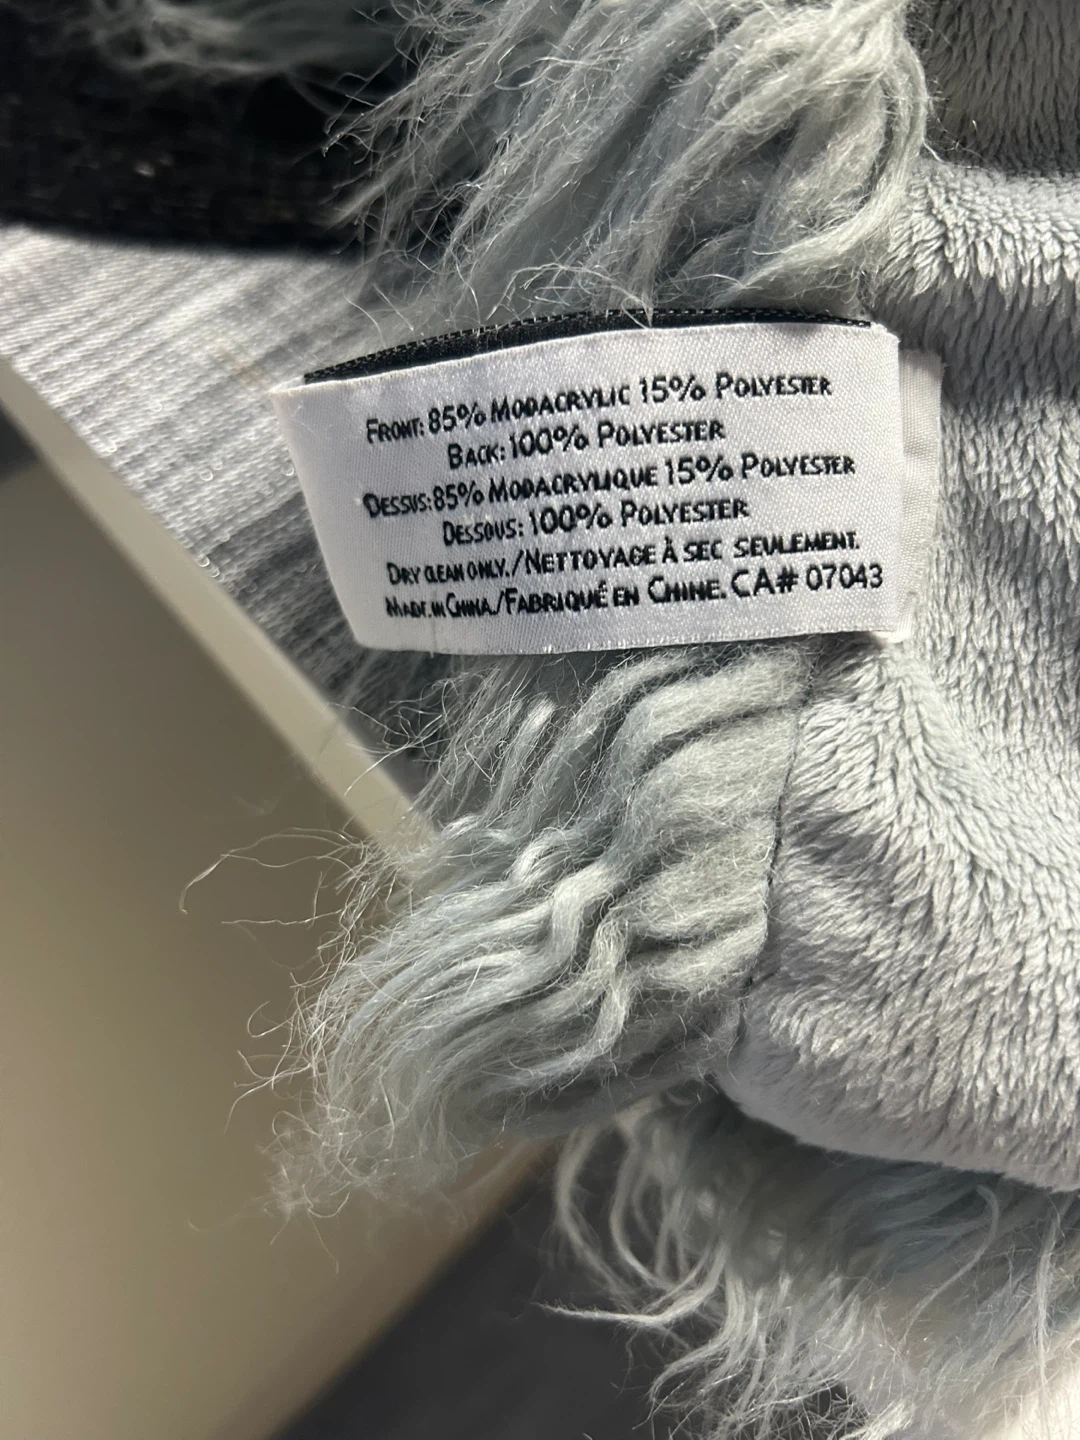 FRONT: 85% MODACRYLIC 15% POLYESTER
BACK: 100% POLYESTER
DESSUS: 85% MODACRYLIQUE 15% POLYESTER
DESSOUS: 100% POLYESTER
DRY CLEAN ONLY./NETTOYAGE À SEC SEULEMENT.
MADE IN CHINA./FABRIQUÉ EN CHINE. CA# 07043